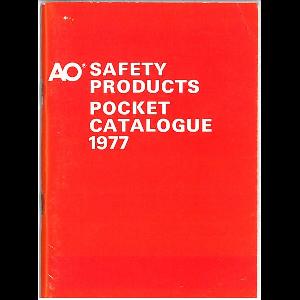 AO SAFETY
PRODUCTS
POCKET
CATALOGUE
1977